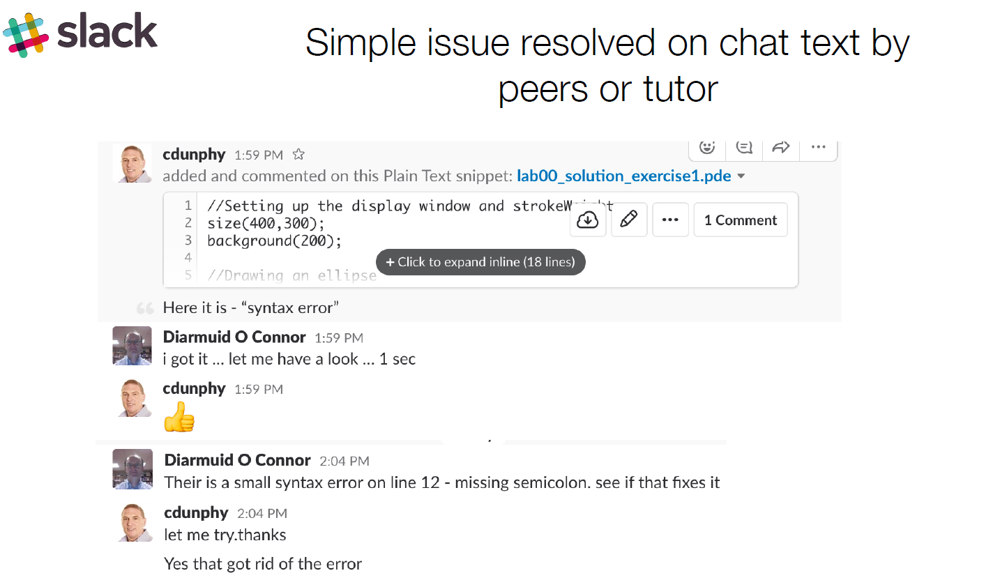 slack
Simple issue resolved on chat text by
peers or tutor
cdunphy 1:59 PM
added and commented on this Plain Text snippet: lab00_solution_exercise1.pde
1 //Setting up the display window and strokeWeight
2 size(400,300);
3 background(200);
4
5 //Drawing an ellipse
1 Comment
+ Click to expand inline (18 lines)
Here it is - “syntax error”
Diarmuid O Connor 1:59 PM
i got it ... let me have a look ... 1 sec
cdunphy 1:59 PM
Diarmuid O Connor 2:04 PM
Their is a small syntax error on line 12 - missing semicolon. see if that fixes it
cdunphy 2:04 PM
let me try.thanks
Yes that got rid of the error